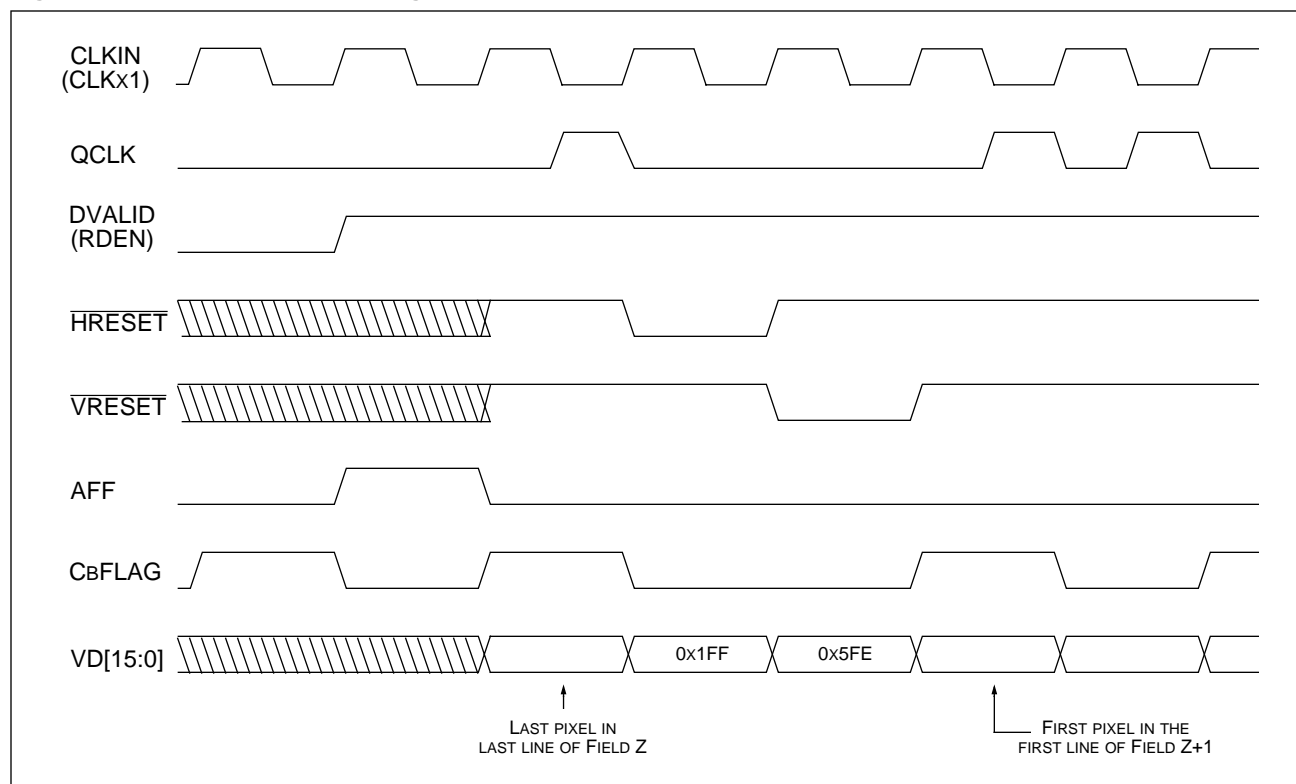 CLKIN
(CLKX1)
QCLK
DVALID
(RDEN)
HRESET
VRESET
AFF
CBFLAG
VD[15:0]
0X1FF
0X5FE
LAST PIXEL IN
LAST LINE OF FIELD Z
FIRST PIXEL IN THE
FIRST LINE OF FIELD Z+1